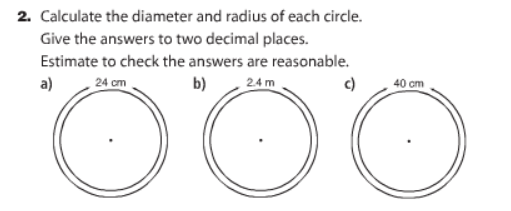 2. Calculate the diameter and radius of each circle.
Give the answers to two decimal places.
Estimate to check the answers are reasonable.
a) 24 cm b) 2.4 m c) 40 cm